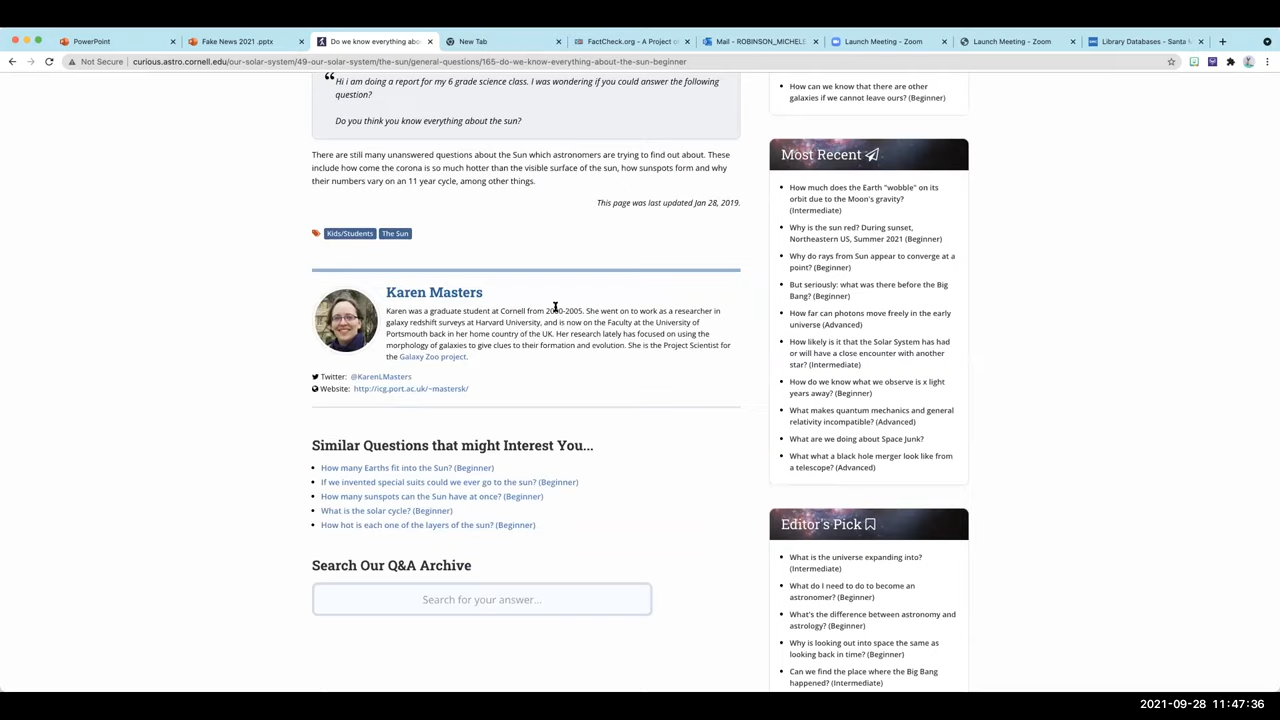 PowerPoint
Fake News 2021 .pptx
Do we know everything abo
New Tab
FactCheck.org - A Project o
Mail - ROBINSON_MICHELE
Launch Meeting - Zoom
Launch Meeting - Zoom
Library Databases - Santa
Not Secure | curious.astro.cornell.edu/our-solar-system/49-our-solar-system/the-sun/general-questions/165-do-we-know-everything-about-the-sun-beginner
Hi i am doing a report for my 6 grade science class. I was wondering if you could answer the following
question?
Do you think you know everything about the sun?
There are still many unanswered questions about the Sun which astronomers are trying to find out about. These
include how come the corona is so much hotter than the visible surface of the sun, how sunspots form and why
their numbers vary on an 11 year cycle, among other things.
This page was last updated Jan 28, 2019.
Kids/Students
The Sun
Karen Masters
Karen was a graduate student at Cornell from 2000-2005. She went on to work as a researcher in
galaxy redshift surveys at Harvard University, and is now on the Faculty at the University of
Portsmouth back in her home country of the UK. Her research lately has focused on using the
morphology of galaxies to give clues to their formation and evolution. She is the Project Scientist for
the Galaxy Zoo project.
Twitter: @KarenLMasters
Website: http://icg.port.ac.uk/~mastersk/
Similar Questions that might Interest You...
How many Earths fit into the Sun? (Beginner)
If we invented special suits could we ever go to the sun? (Beginner)
How many sunspots can the Sun have at once? (Beginner)
What is the solar cycle? (Beginner)
How hot is each one of the layers of the sun? (Beginner)
Search Our Q&A Archive
Search for your answer...
How can we know that there are other
galaxies if we cannot leave ours? (Beginner)
Most Recent
How much does the Earth "wobble" on its
orbit due to the Moon's gravity?
(Intermediate)
Why is the sun red? During sunset,
Northeastern US, Summer 2021 (Beginner)
Why do rays from Sun appear to converge at a
point? (Beginner)
But seriously: what was there before the Big
Bang? (Beginner)
How far can photons move freely in the early
universe (Advanced)
How likely is it that the Solar System has had
or will have a close encounter with another
star? (Intermediate)
How do we know what we observe is x light
years away? (Beginner)
What makes quantum mechanics and general
relativity incompatible? (Advanced)
What are we doing about Space Junk?
What what a black hole merger look like from
a telescope? (Advanced)
Editor's Pick
What is the universe expanding into?
(Intermediate)
What do I need to do to become an
astronomer? (Beginner)
What's the difference between astronomy and
astrology? (Beginner)
Why is looking out into space the same as
looking back in time? (Beginner)
Can we find the place where the Big Bang
happened? (Intermediate)
2021-09-28 11:47:36